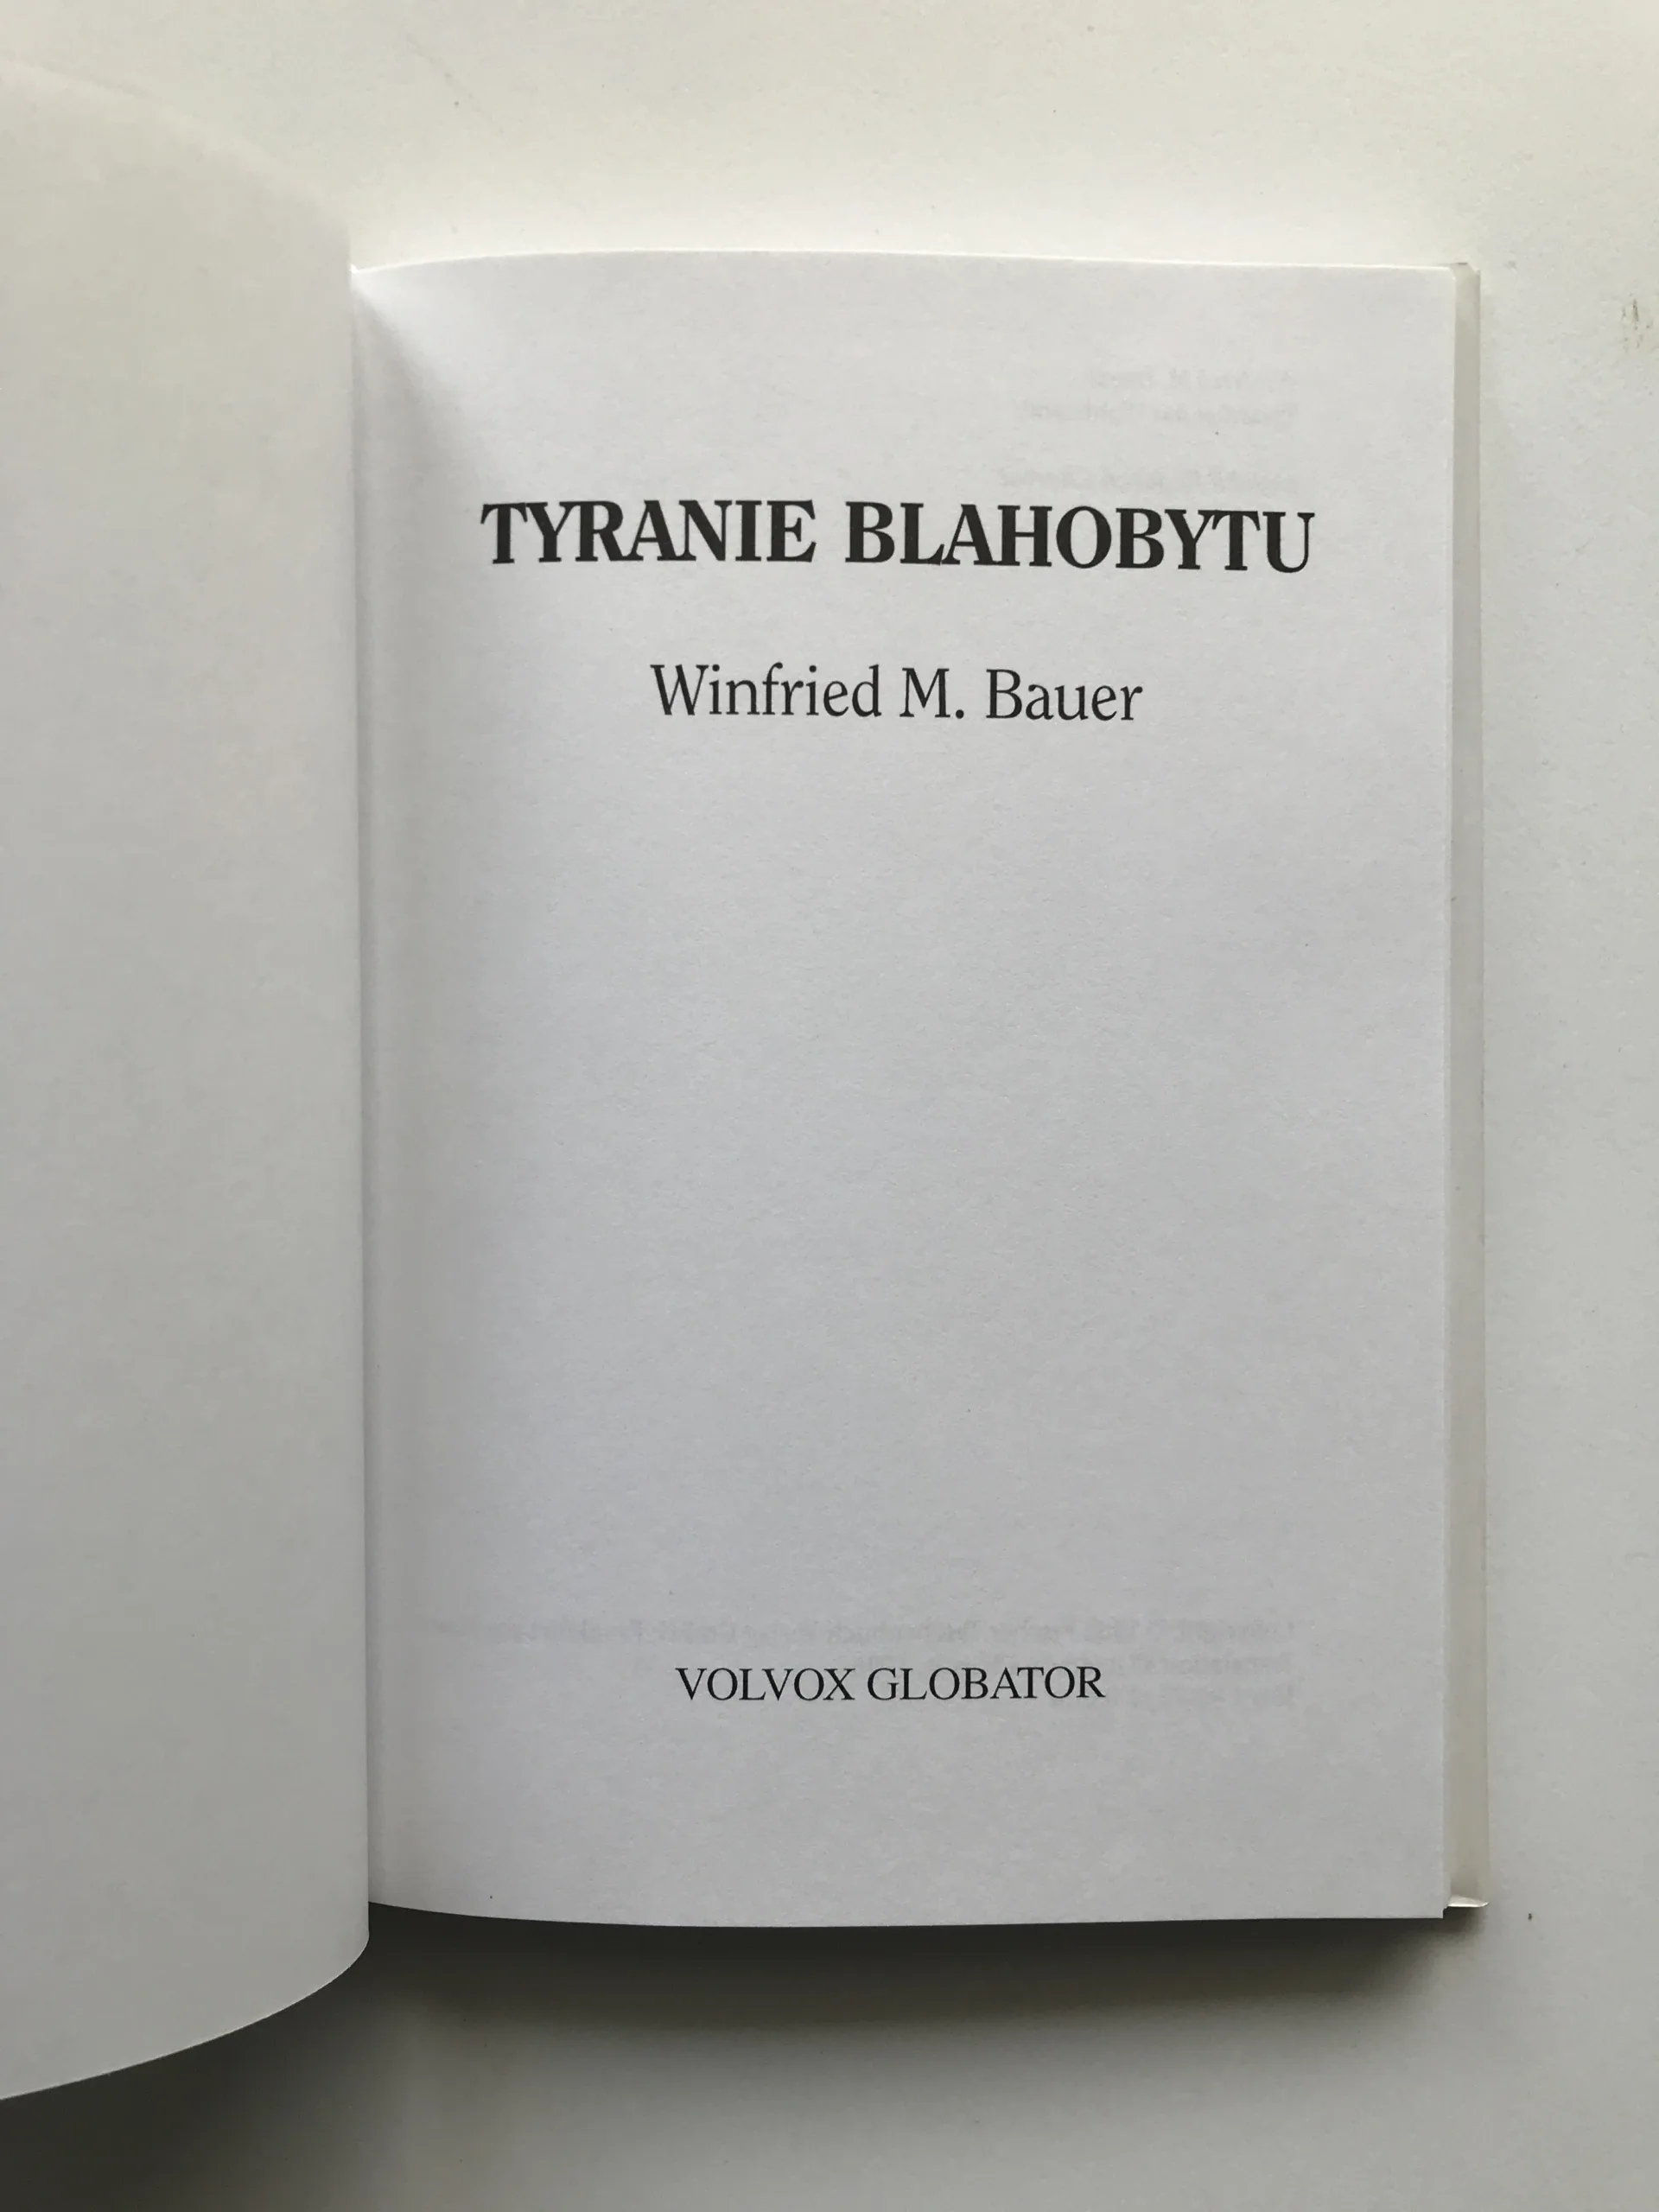 TYRANIE BLAHOBYTU
Winfried M. Bauer
VOLVOX GLOBATOR